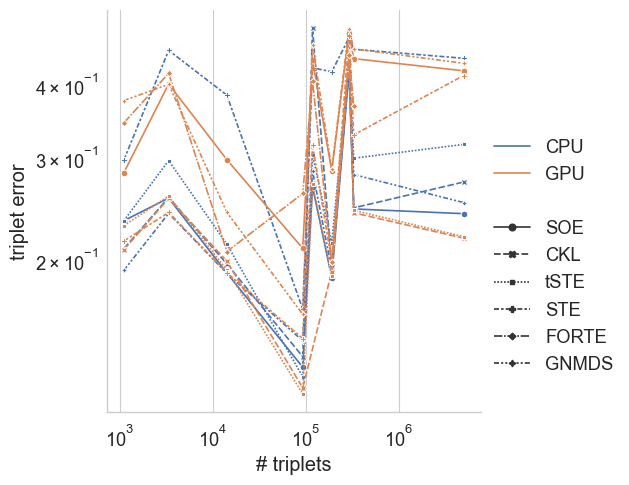 triplet error
4 × 10⁻¹
3 × 10⁻¹
2 × 10⁻¹
10³
10⁴
10⁵
10⁶
# triplets
CPU
GPU
SOE
CKL
tSTE
STE
FORTE
GNMDS